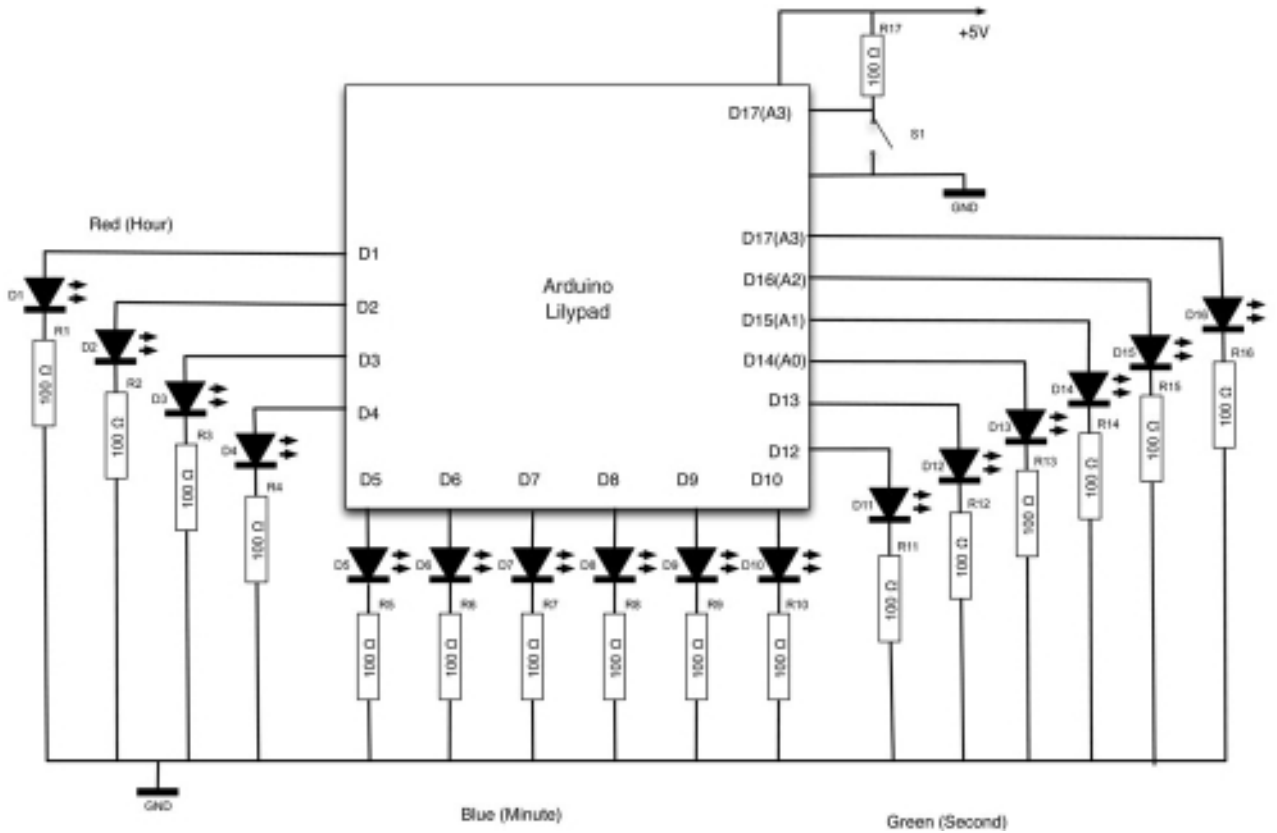 R17
+5V
100 Ω
D17(A3)
S1
GND
Red (Hour)
D1
D17(A3)
D16(A2)
D15(A1)
D14(A0)
D13
D12
D2
D3
D4
Arduino
Lilypad
D5 D6 D7 D8 D9 D10
D1
R1
100 Ω
D2
R2
100 Ω
D3
R3
100 Ω
D4
R4
100 Ω
D5
R5
100 Ω
D6
R6
100 Ω
D7
R7
100 Ω
D8
R8
100 Ω
D9
R9
100 Ω
D10
R10
100 Ω
D11
R11
100 Ω
D12
R12
100 Ω
D13
R13
100 Ω
D14
R14
100 Ω
D15
R15
100 Ω
D16
R16
100 Ω
GND
Blue (Minute)
Green (Second)